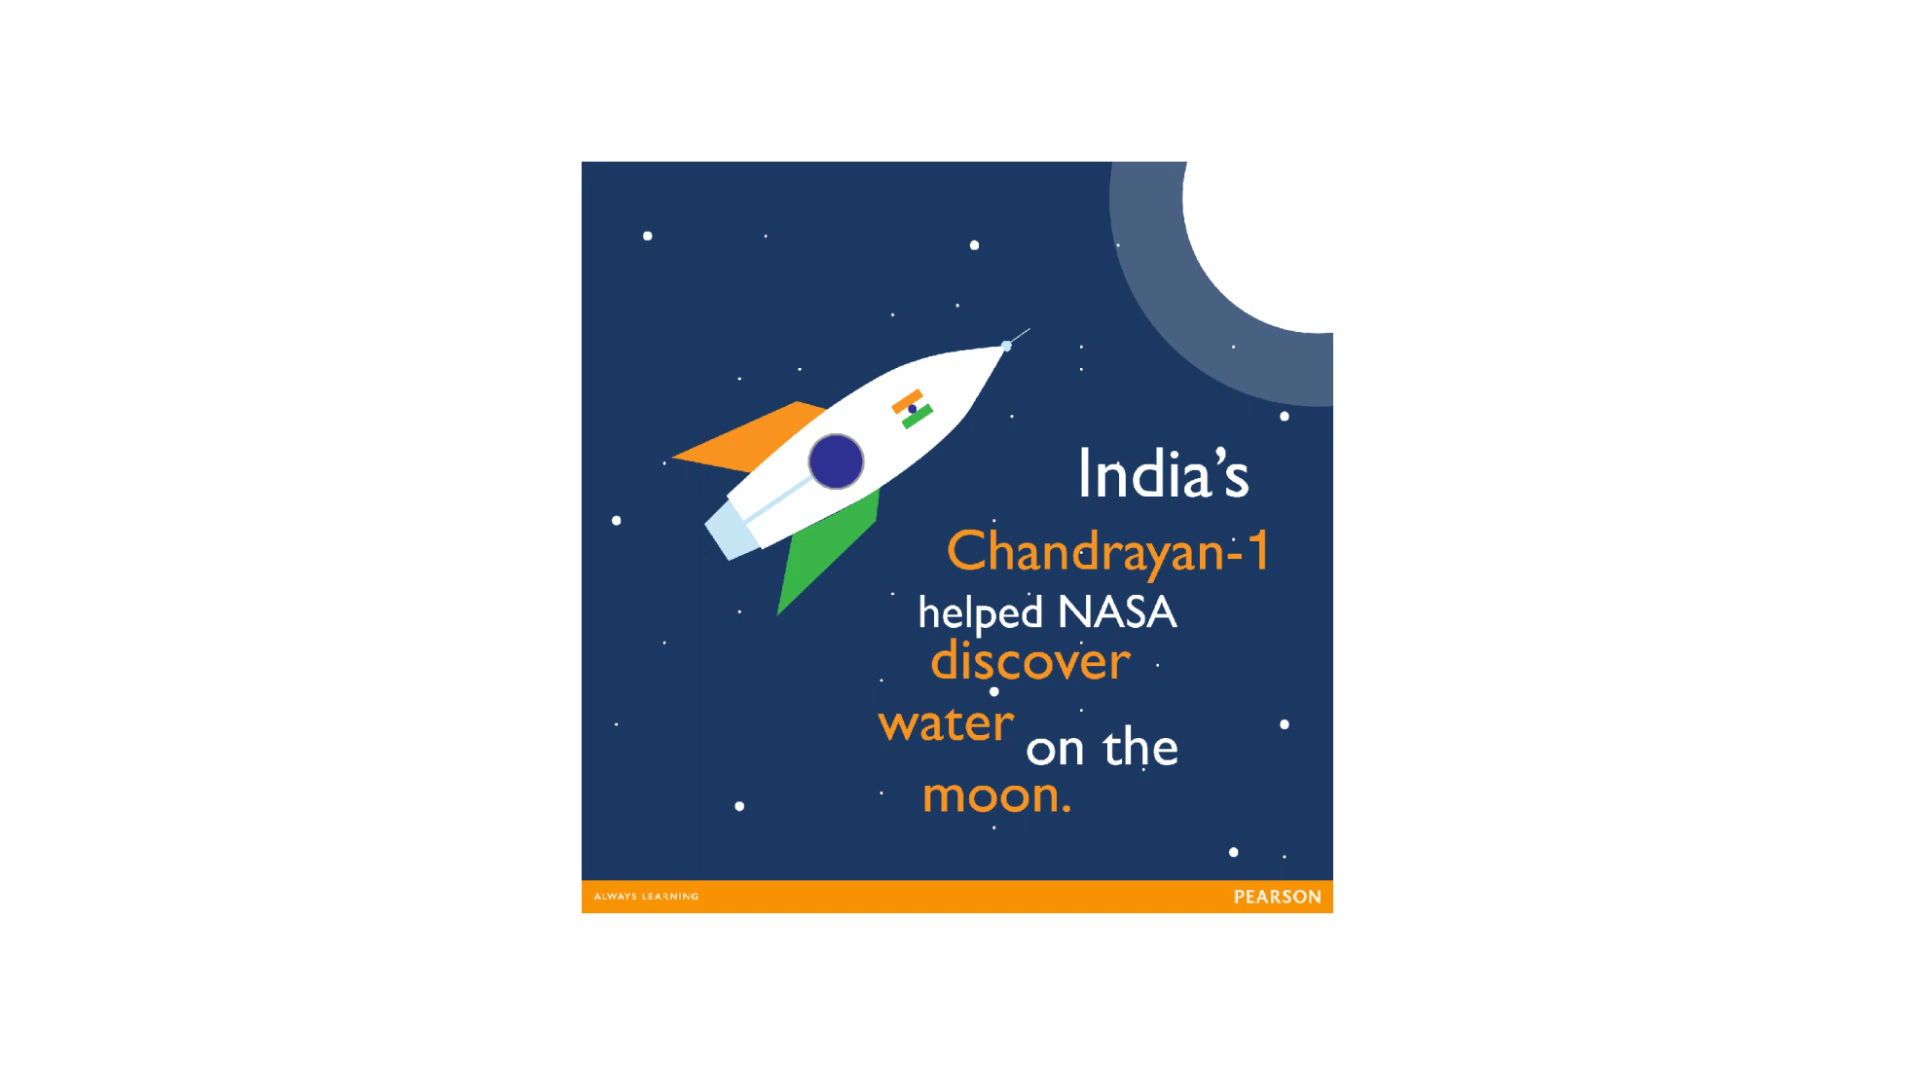 India's
Chandrayan-1
helped NASA
discover
water on the
moon.
ALWAYS LEARNING
PEARSON